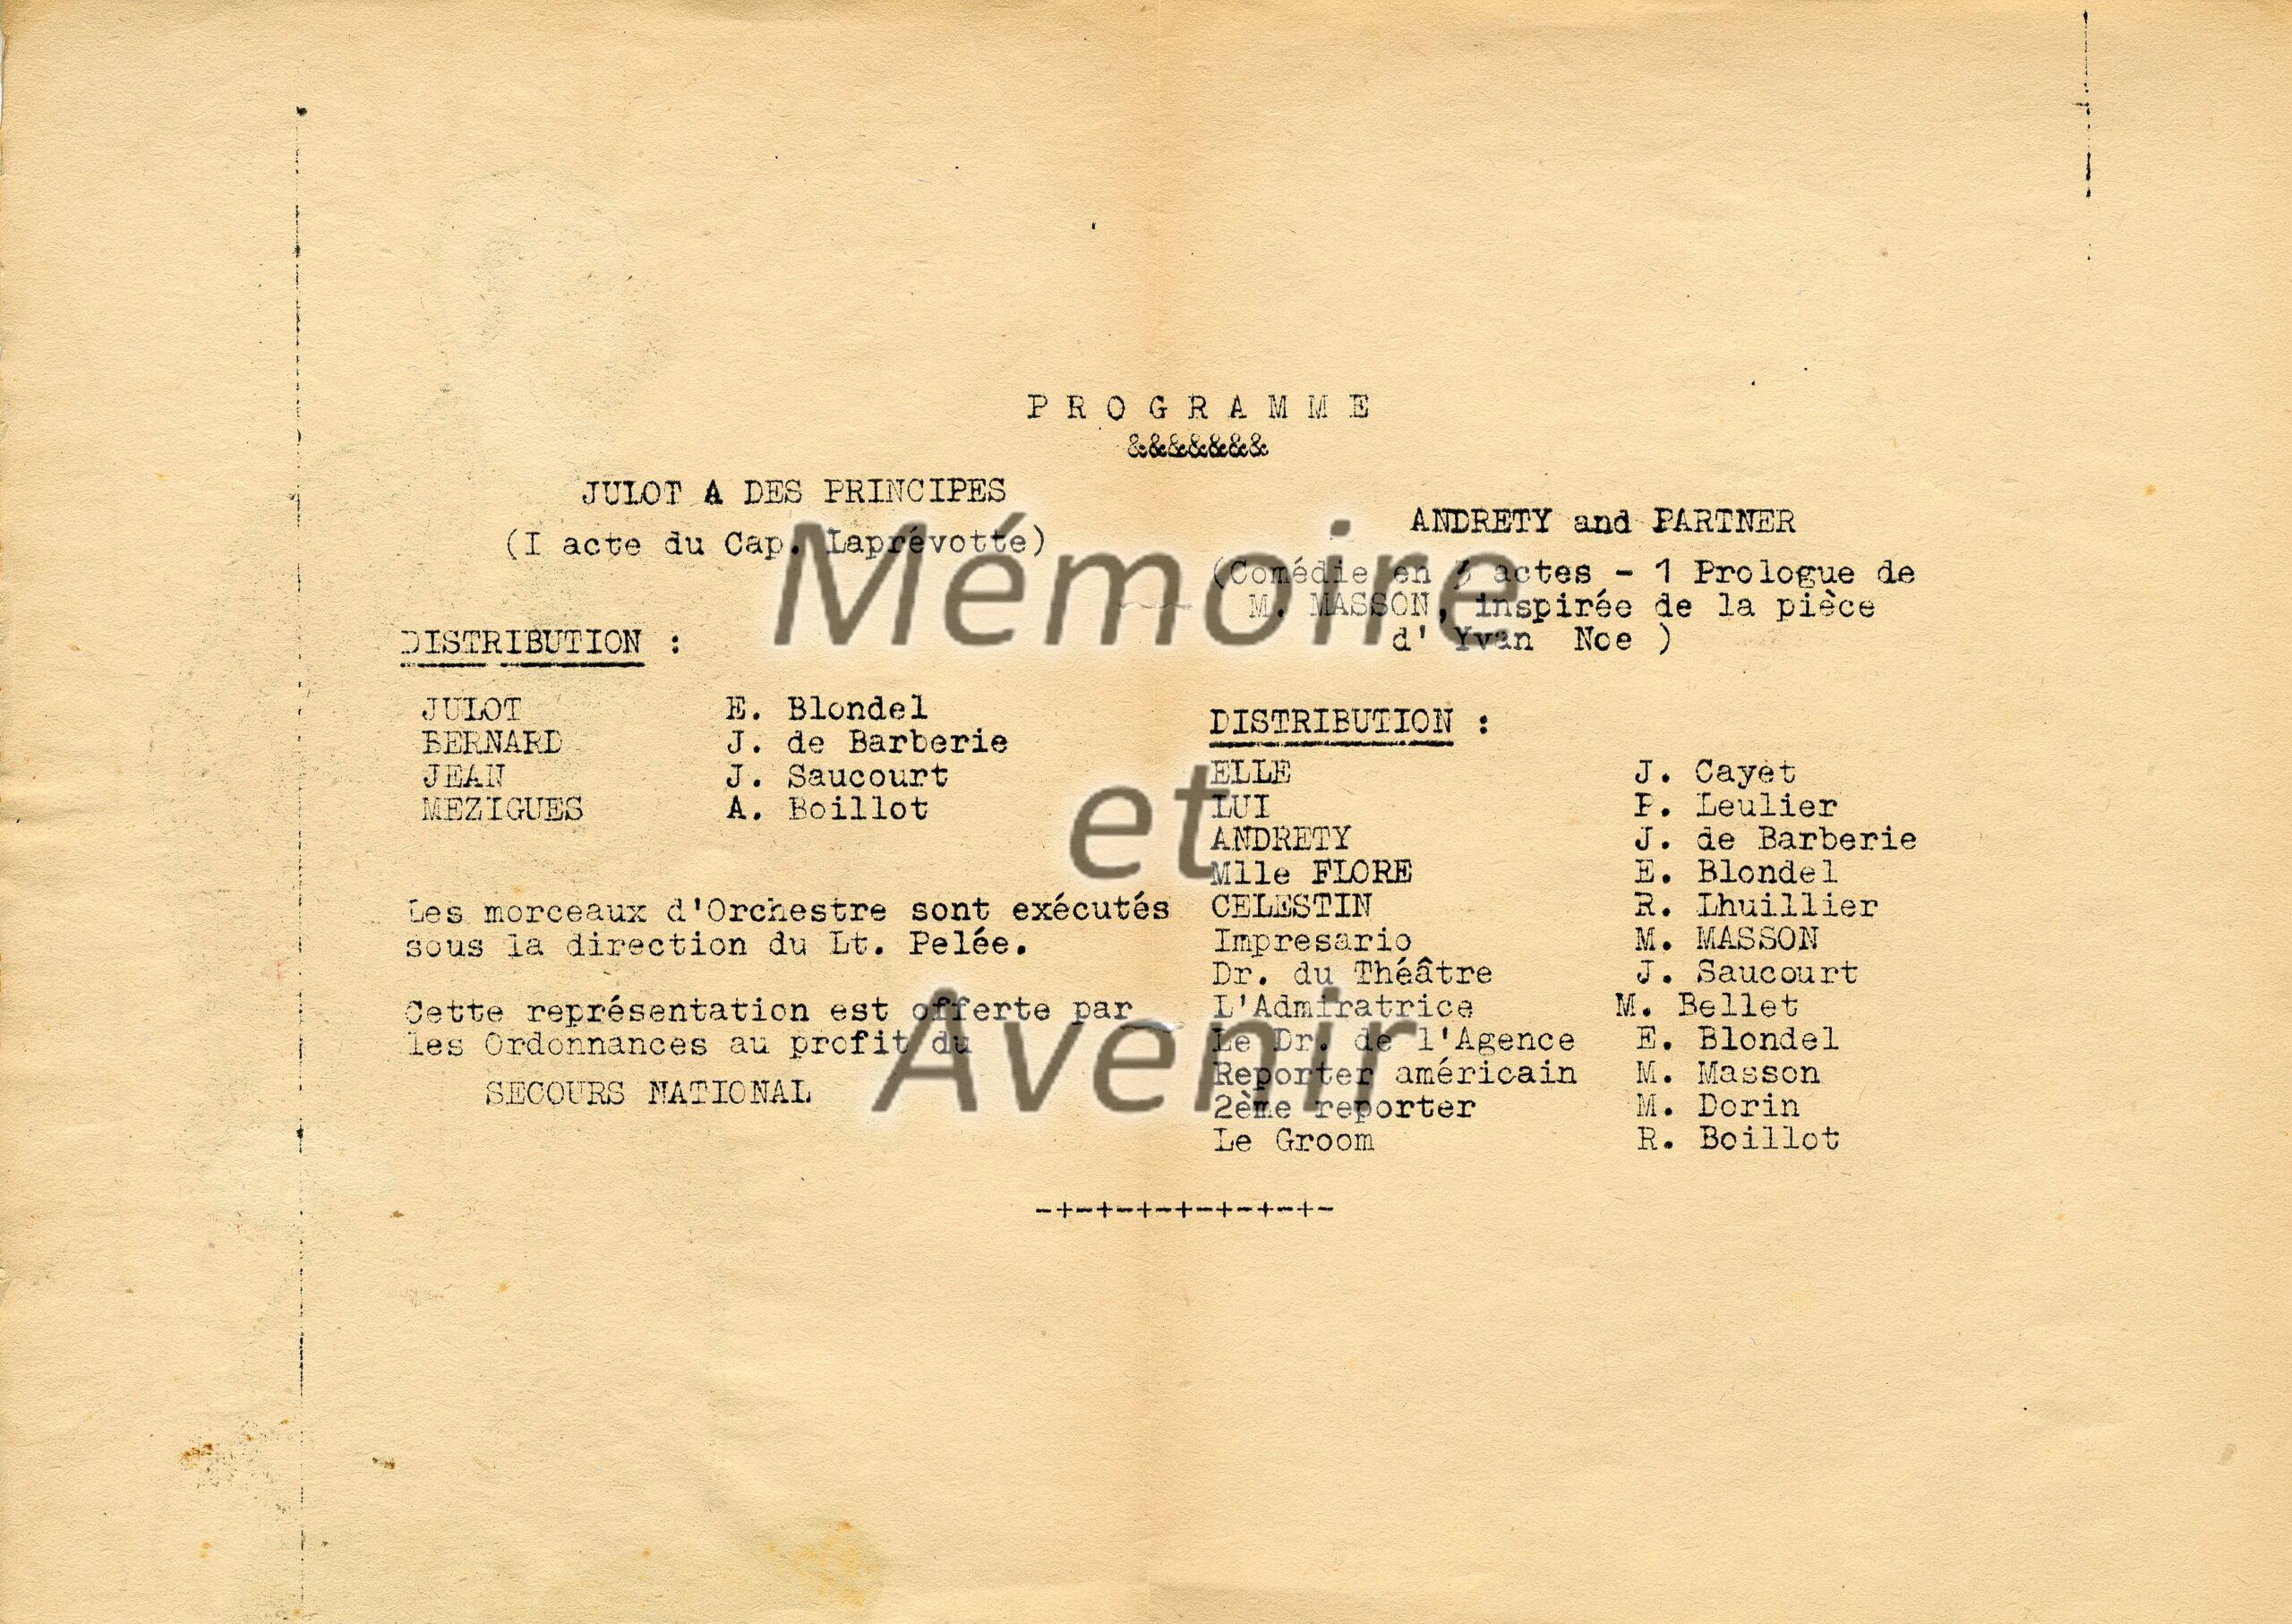 PROGRAMME
&&&&&&&
JULOT A DES PRINCIPES
(I acte du Cap. Laprévotte)
DISTRIBUTION :
JULOT E. Blondel
BERNARD J. de Barberie
JEAN J. Saucourt
MEZIGUES A. Boillot
Les morceaux d'Orchestre sont exécutés
sous la direction du Lt. Pelée.
Cette représentation est offerte par
les Ordonnances au profit du
SECOURS NATIONAL
ANDRETY and PARTNER
(Comédie en actes - 1 Prologue de
M. MASSON, inspirée de la pièce
d' Yvan Noe )
DISTRIBUTION :
ELLE J. Cayet
LUI P. Leulier
ANDRETY J. de Barberie
Mlle FLORE E. Blondel
CELESTIN R. Lhuillier
Impresario M. MASSON
Dr. du Théâtre J. Saucourt
L'Admiratrice M. Bellet
Le Dr. de l'Agence E. Blondel
Reporter américain M. Masson
2ème reporter M. Dorin
Le Groom R. Boillot
-+-+-+-+-+-+-+-
Mémoire
et
Avenir